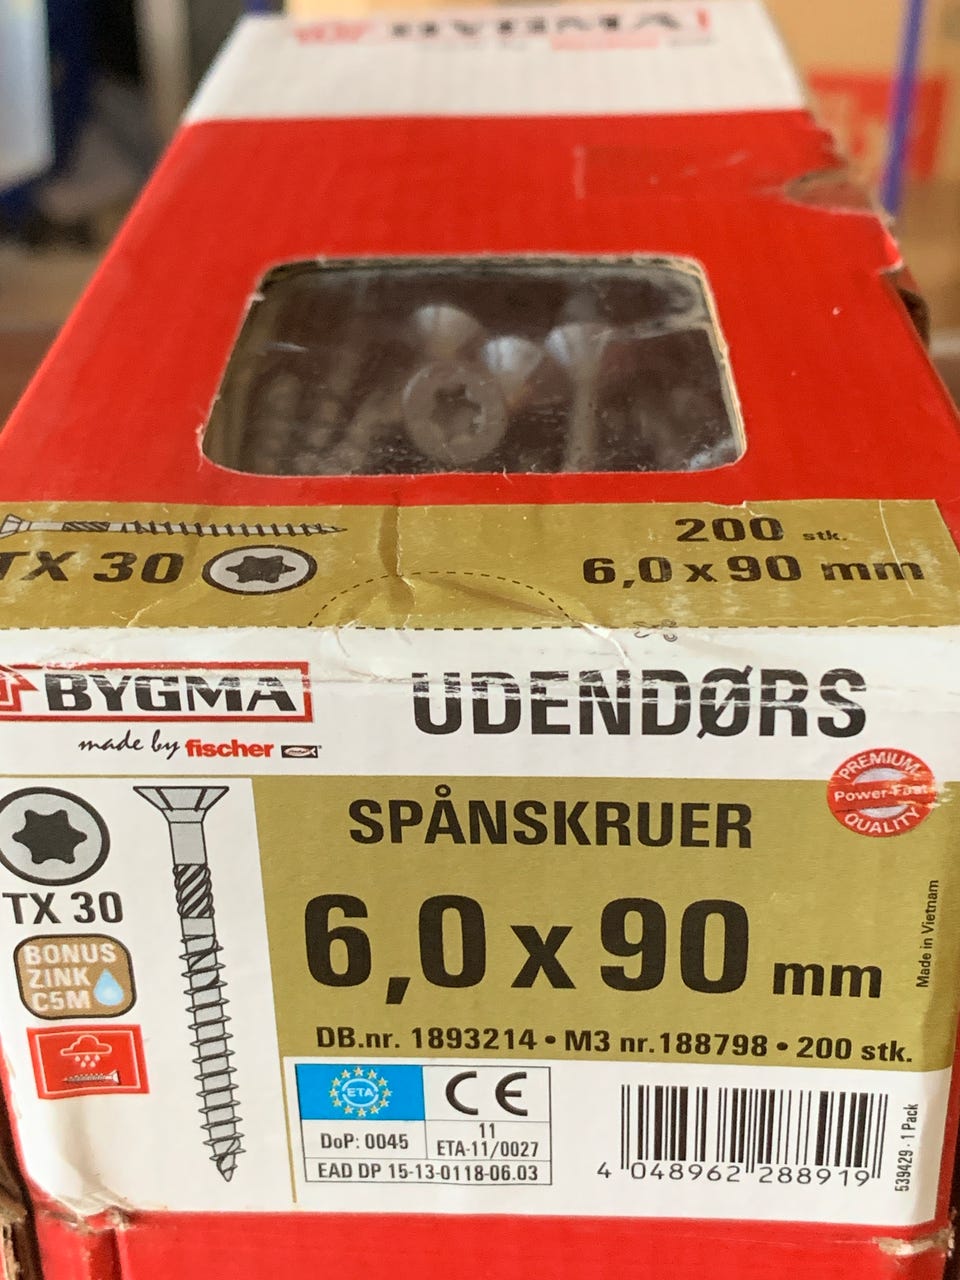 BYGMA
200 stk.
TX 30
6,0 x 90 mm
BYGMA
made by fischer
UDENDØRS
PREMIUM
Power-Fast
QUALITY
SPÅNSKRUER
TX 30
6,0 x 90 mm
BONUS
ZINK
C5M
Made in Vietnam
DB.nr. 1893214 • M3 nr.188798 • 200 stk.
ETA
CE
DoP: 0045
11
ETA-11/0027
EAD DP 15-13-0118-06.03
4 048962 288919
539429 · 1 Pack